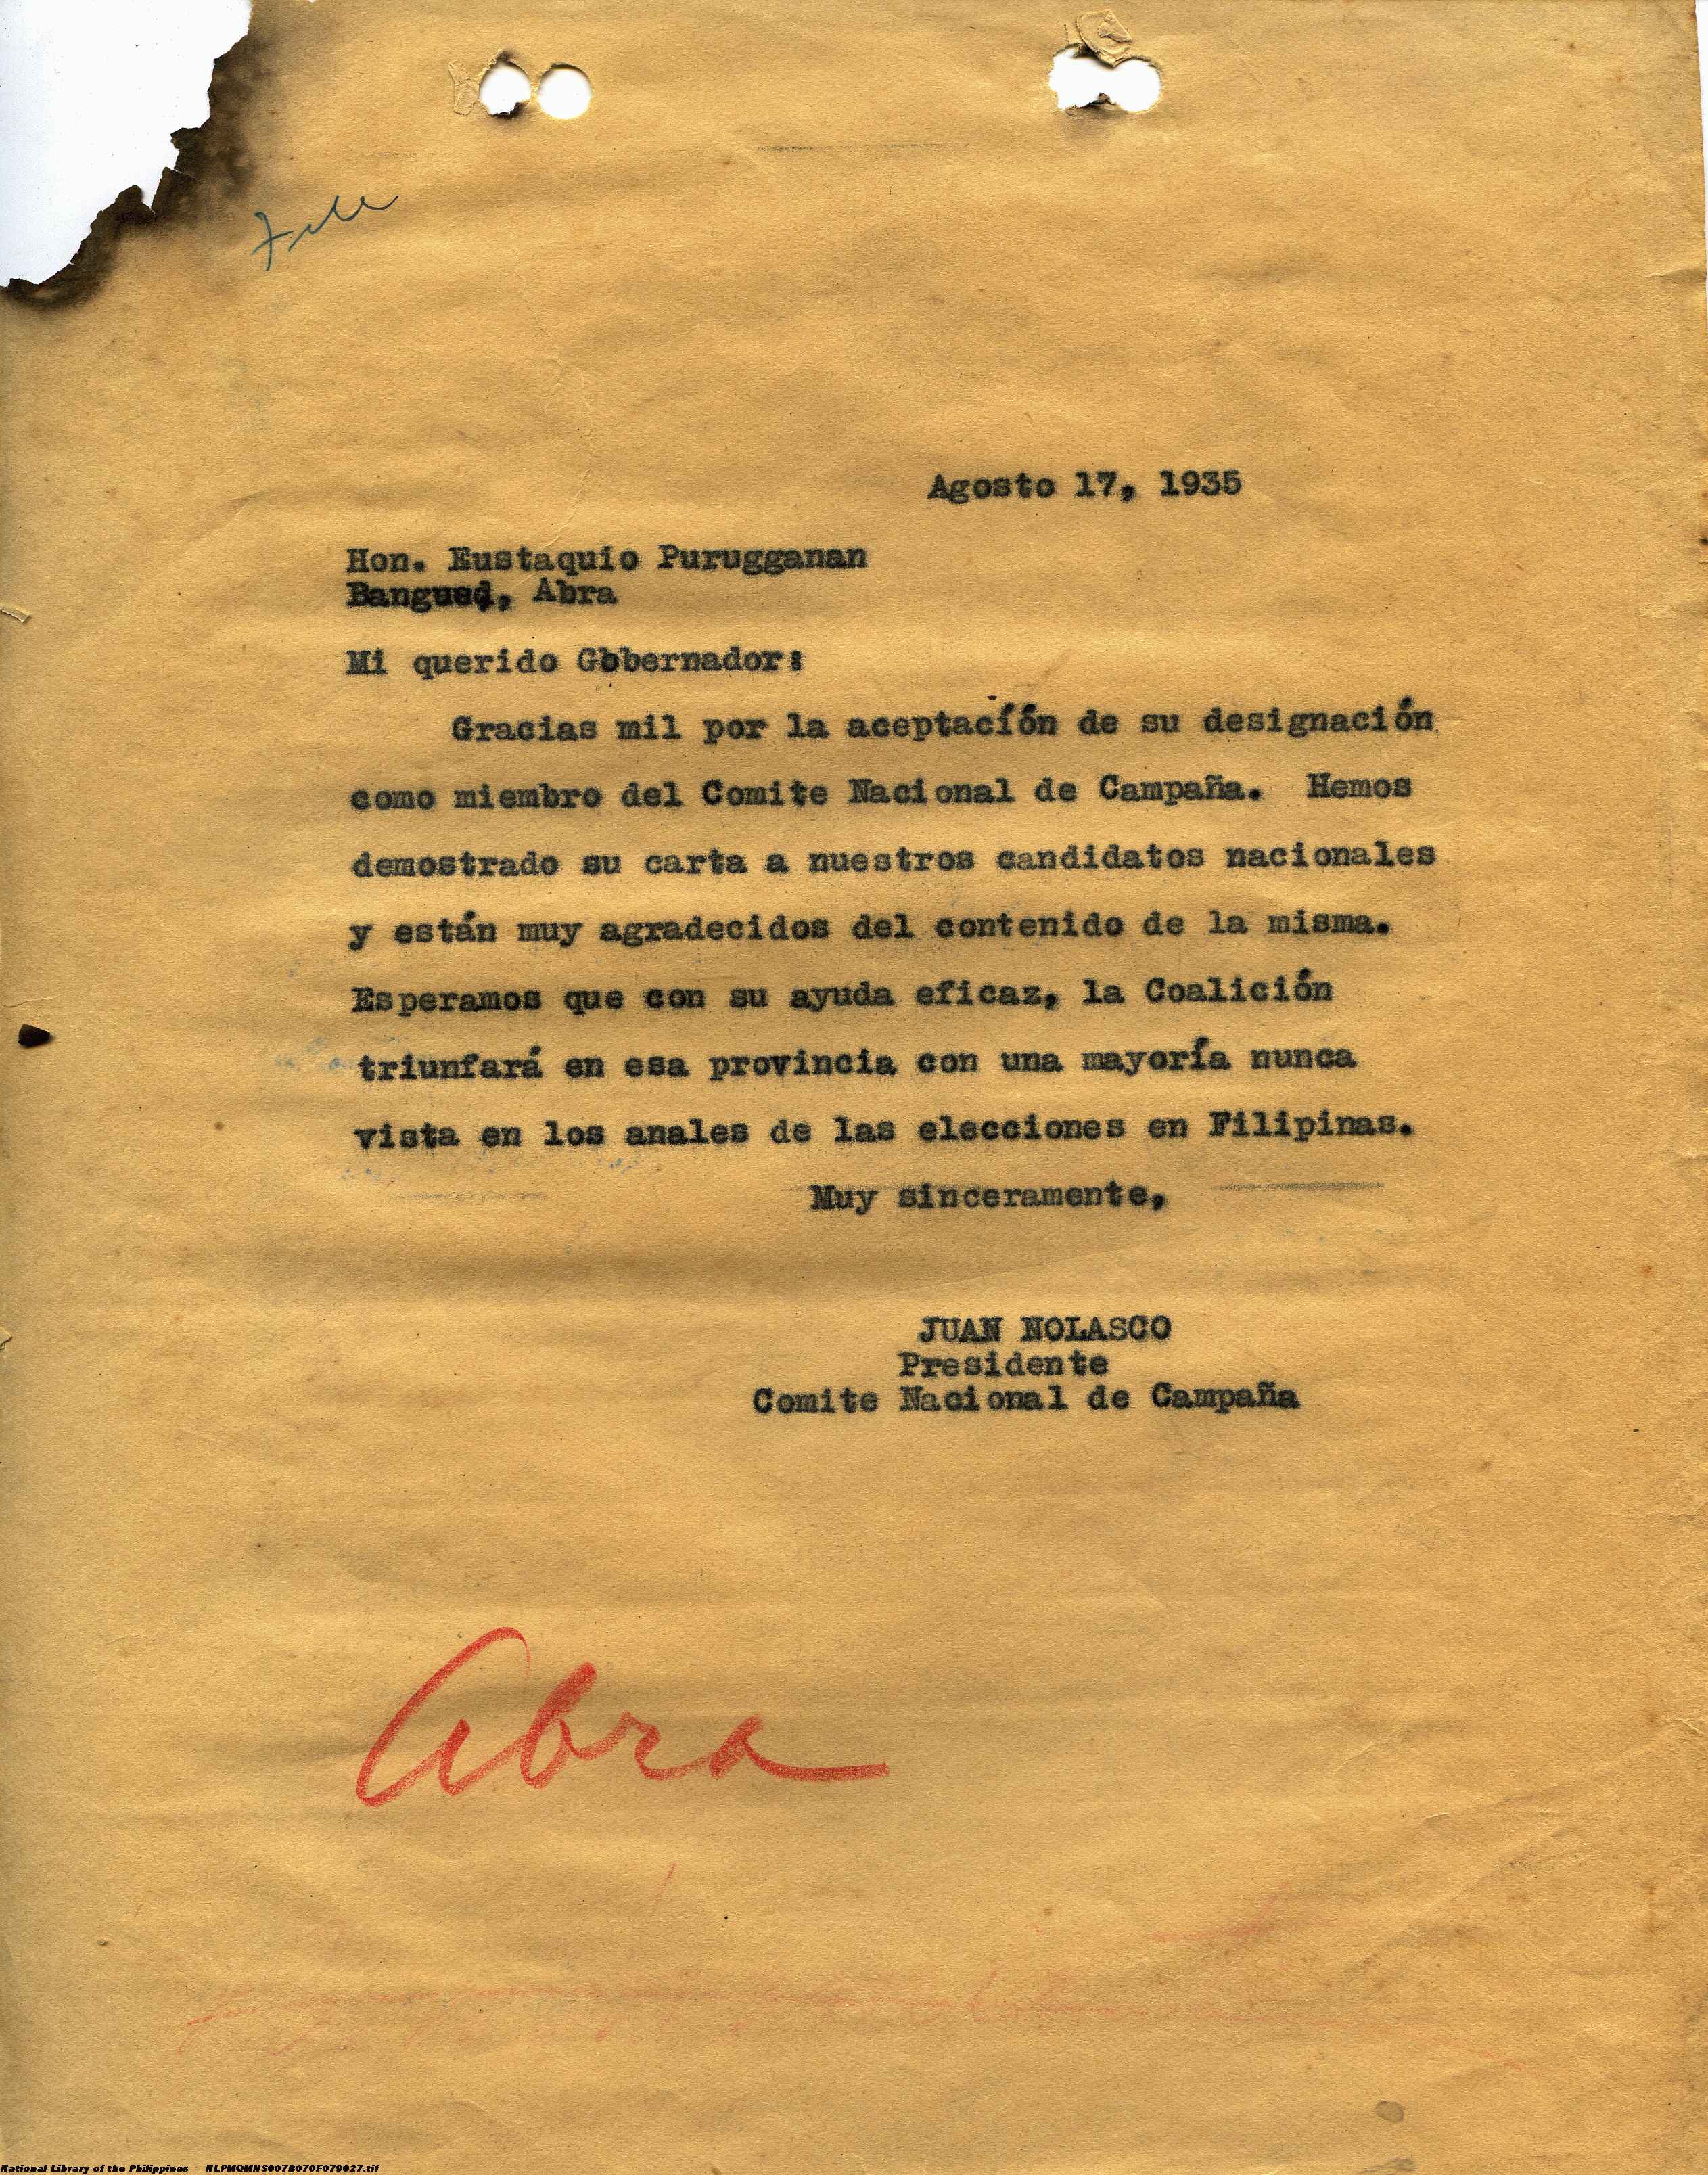 File
Agosto 17, 1935
Hon. Eustaquio Purugganan
Bangued, Abra
Mi querido Gobernador:
Gracias mil por la aceptación de su designación
como miembro del Comite Nacional de Campaña. Hemos
demostrado su carta a nuestros candidatos nacionales
y están muy agradecidos del contenido de la misma.
Esperamos que con su ayuda eficaz, la Coalición
triunfará en esa provincia con una mayoría nunca
vista en los anales de las elecciones en Filipinas.
Muy sinceramente,
JUAN NOLASCO
Presidente
Comite Nacional de Campaña
Abra
National Library of the Philippines NLPMQMNS007B070F079027.tif